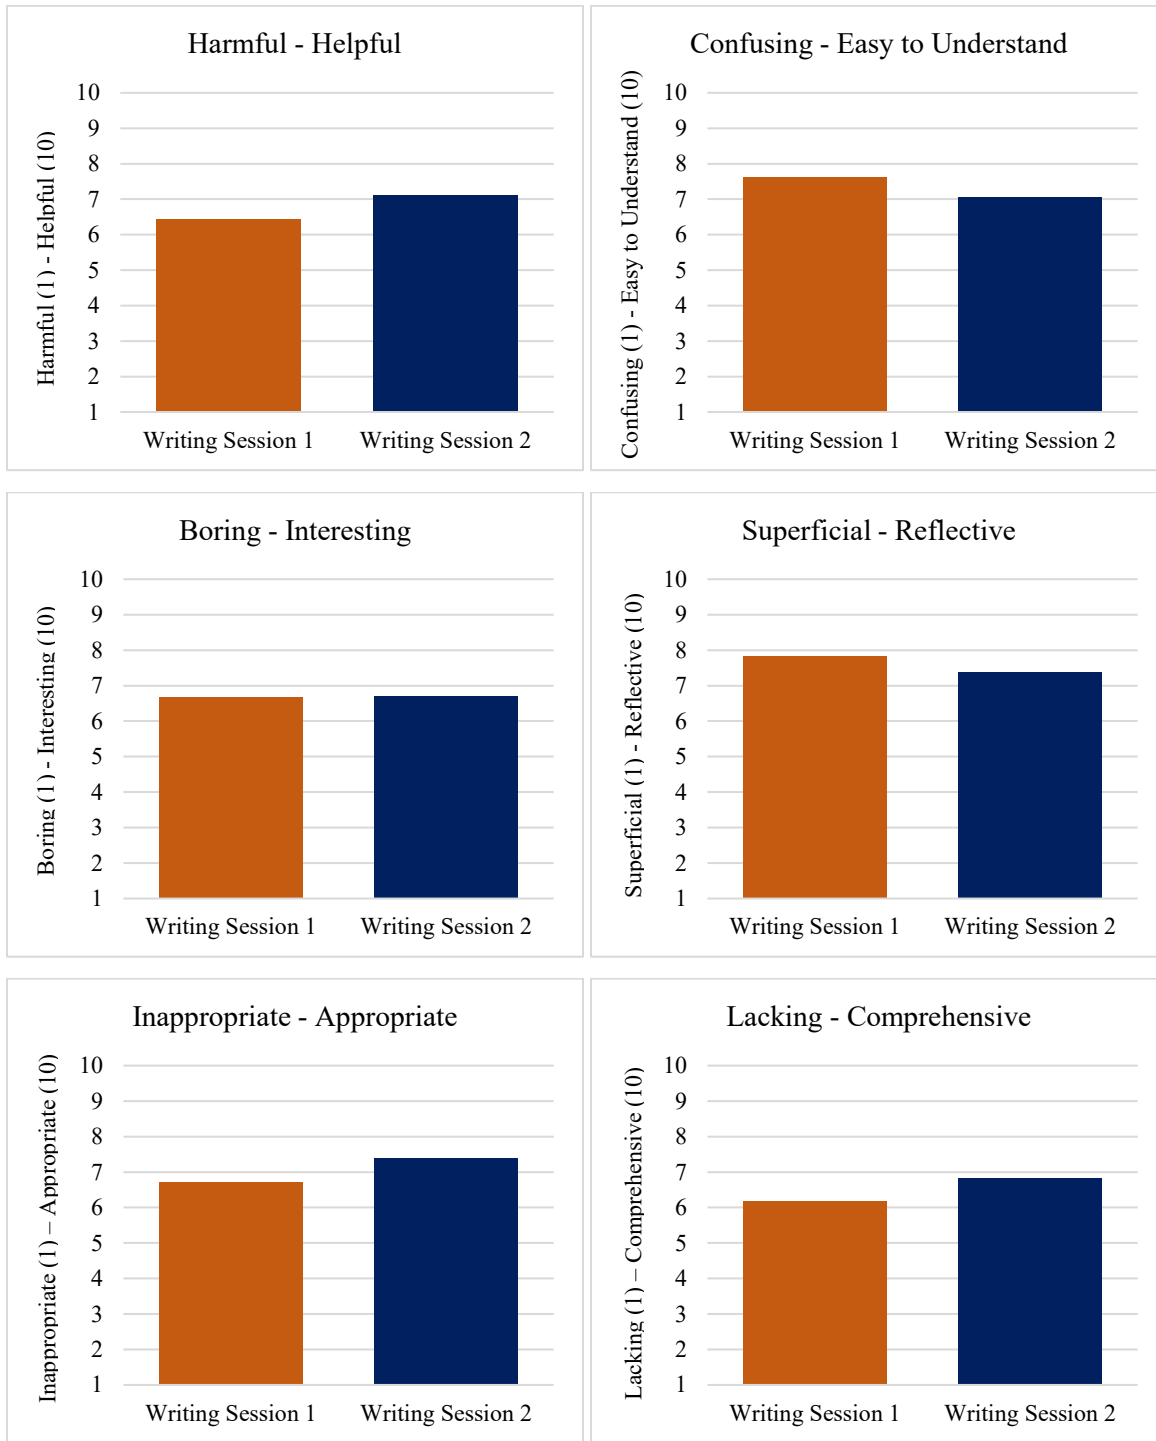 Harmful - Helpful
Harmful (1) - Helpful (10)
10
9
8
7
6
5
4
3
2
1
Writing Session 1
Writing Session 2
Confusing - Easy to Understand
Confusing (1) - Easy to Understand (10)
10
9
8
7
6
5
4
3
2
1
Writing Session 1
Writing Session 2
Boring - Interesting
Boring (1) - Interesting (10)
10
9
8
7
6
5
4
3
2
1
Writing Session 1
Writing Session 2
Superficial - Reflective
Superficial (1) - Reflective (10)
10
9
8
7
6
5
4
3
2
1
Writing Session 1
Writing Session 2
Inappropriate - Appropriate
Inappropriate (1) – Appropriate (10)
10
9
8
7
6
5
4
3
2
1
Writing Session 1
Writing Session 2
Lacking - Comprehensive
Lacking (1) – Comprehensive (10)
10
9
8
7
6
5
4
3
2
1
Writing Session 1
Writing Session 2